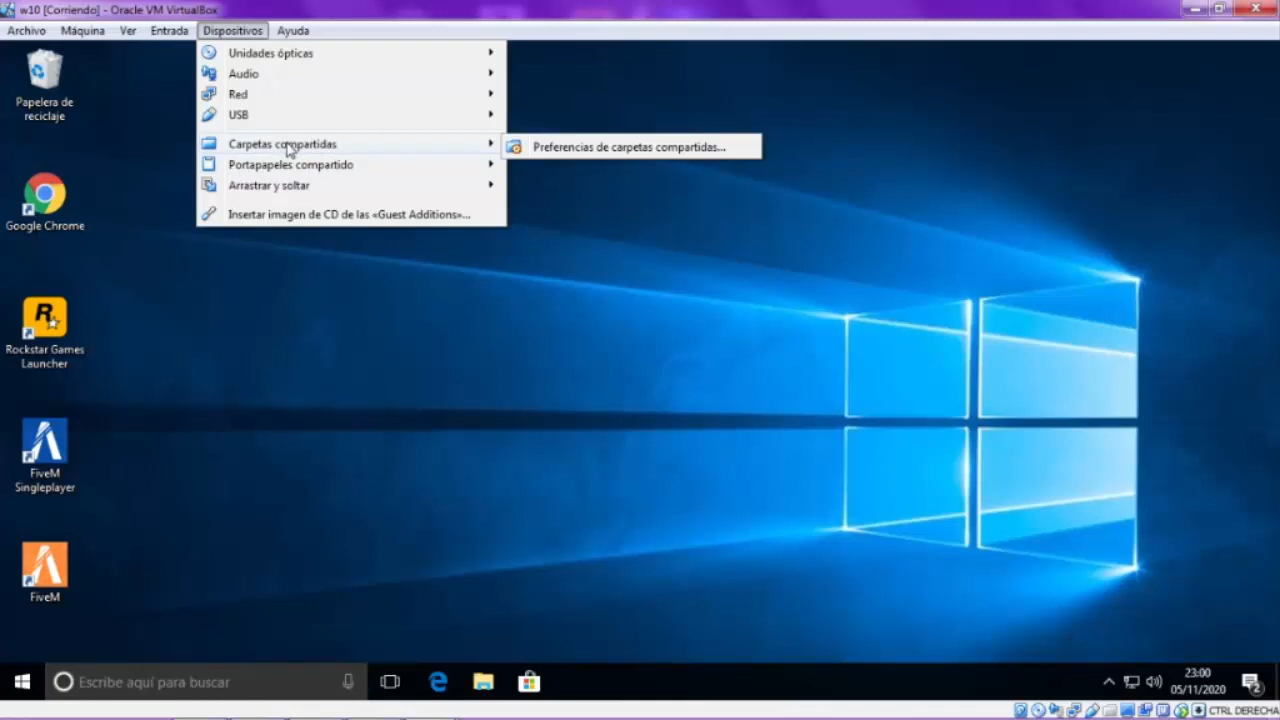 w10 [Corriendo] - Oracle VM VirtualBox
Archivo Máquina Ver Entrada Dispositivos Ayuda
Unidades ópticas
Audio
Red
USB
Carpetas compartidas
Preferencias de carpetas compartidas...
Portapapeles compartido
Arrastrar y soltar
Insertar imagen de CD de las «Guest Additions»...
Papelera de
reciclaje
Google Chrome
Rockstar Games
Launcher
FiveM
Singleplayer
FiveM
Escribe aquí para buscar
23:00
05/11/2020
2
CTRL DERECHA